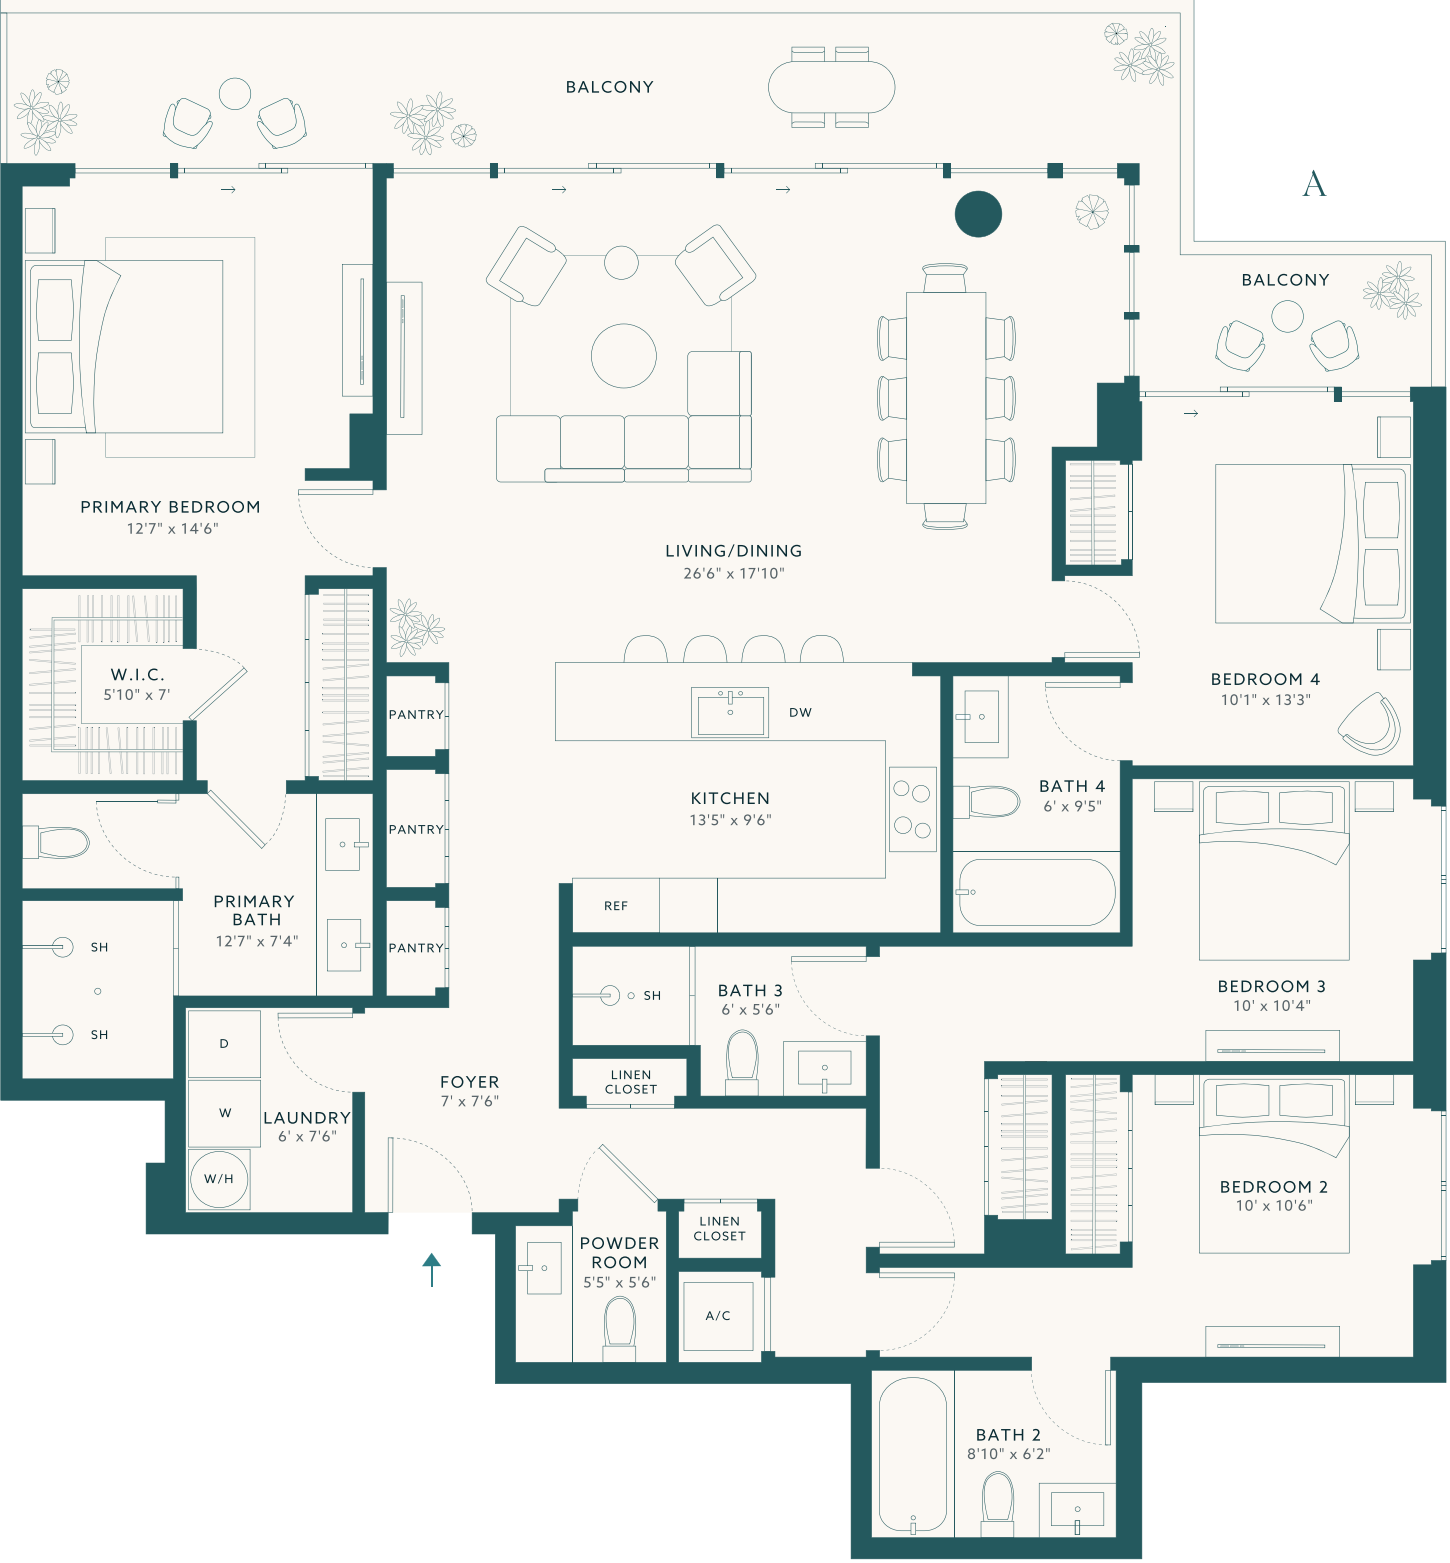 BALCONY
A
BALCONY
PRIMARY BEDROOM
12'7" x 14'6"
LIVING/DINING
26'6" x 17'10"
W.I.C.
5'10" x 7'
BEDROOM 4
10'1" x 13'3"
PANTRY
DW
BATH 4
6' x 9'5"
KITCHEN
13'5" x 9'6"
PANTRY
PRIMARY
BATH
12'7" x 7'4"
REF
PANTRY
SH
SH
SH
BATH 3
6' x 5'6"
BEDROOM 3
10' x 10'4"
D
W
LAUNDRY
6' x 7'6"
W/H
FOYER
7' x 7'6"
LINEN
CLOSET
BEDROOM 2
10' x 10'6"
LINEN
CLOSET
POWDER
ROOM
5'5" x 5'6"
A/C
BATH 2
8'10" x 6'2"